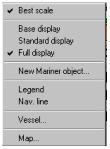 Best scale
Base display
Standard display
Full display
New Mariner object...
Legend
Nav. line
Vessel...
Map...